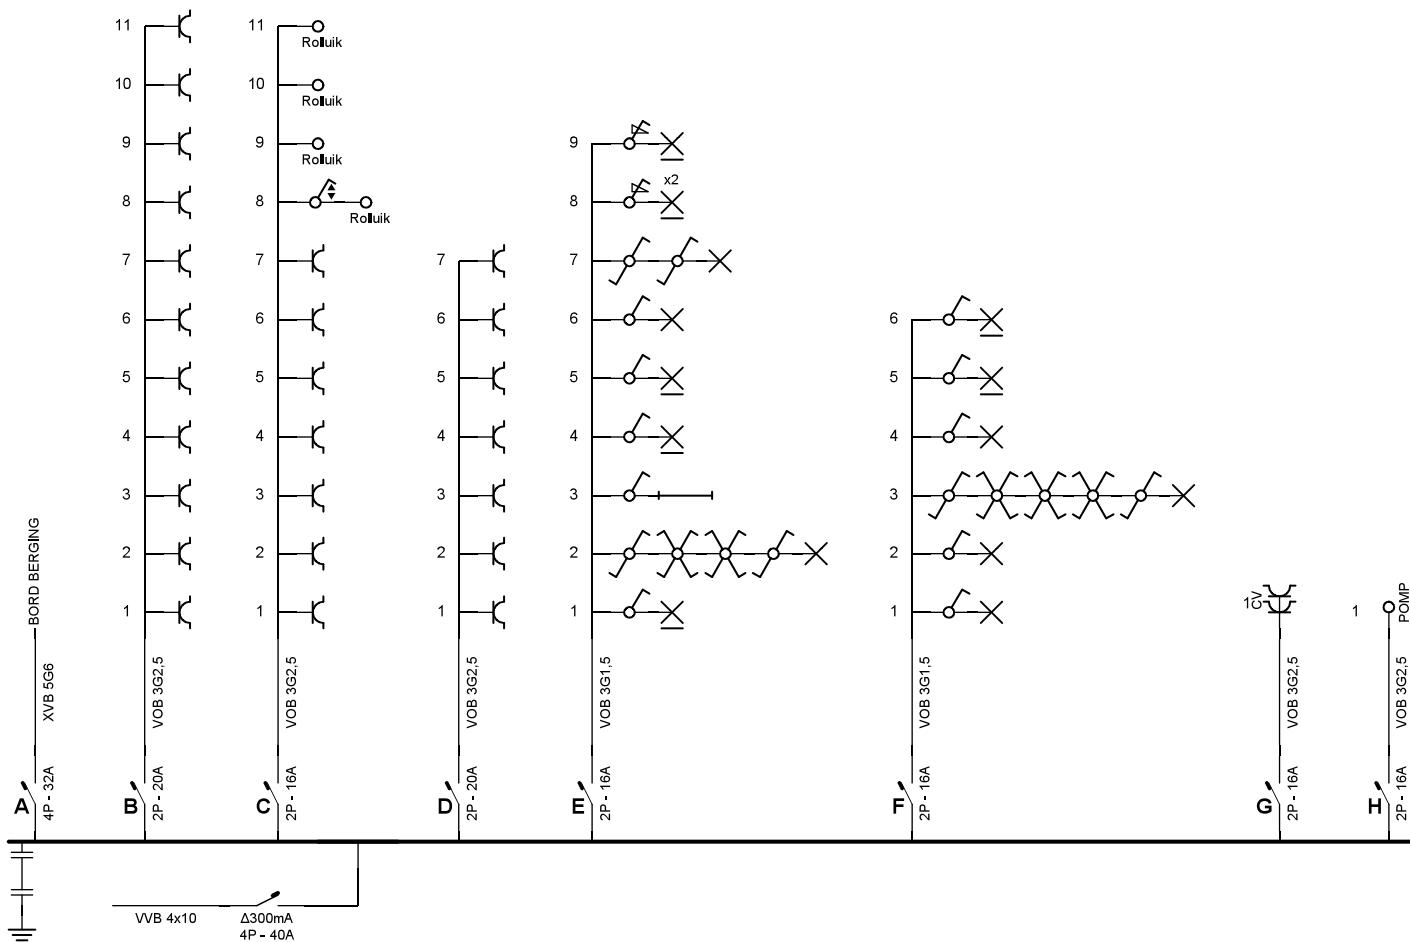 11
10
9
8
7
6
5
4
3
2
1
11
Rolluik
10
Rolluik
9
Rolluik
8
Rolluik
7
6
5
4
3
2
1
7
6
5
4
3
2
1
9
8
x2
7
6
5
4
3
2
1
6
5
4
3
2
1
1
CV
1
POMP
BORD BERGING
XVB 5G6
VOB 3G2,5
VOB 3G2,5
VOB 3G2,5
VOB 3G1,5
VOB 3G1,5
VOB 3G2,5
VOB 3G2,5
A
4P - 32A
B
2P - 20A
C
2P - 16A
D
2P - 20A
E
2P - 16A
F
2P - 16A
G
2P - 16A
H
2P - 16A
VVB 4x10
Δ300mA
4P - 40A